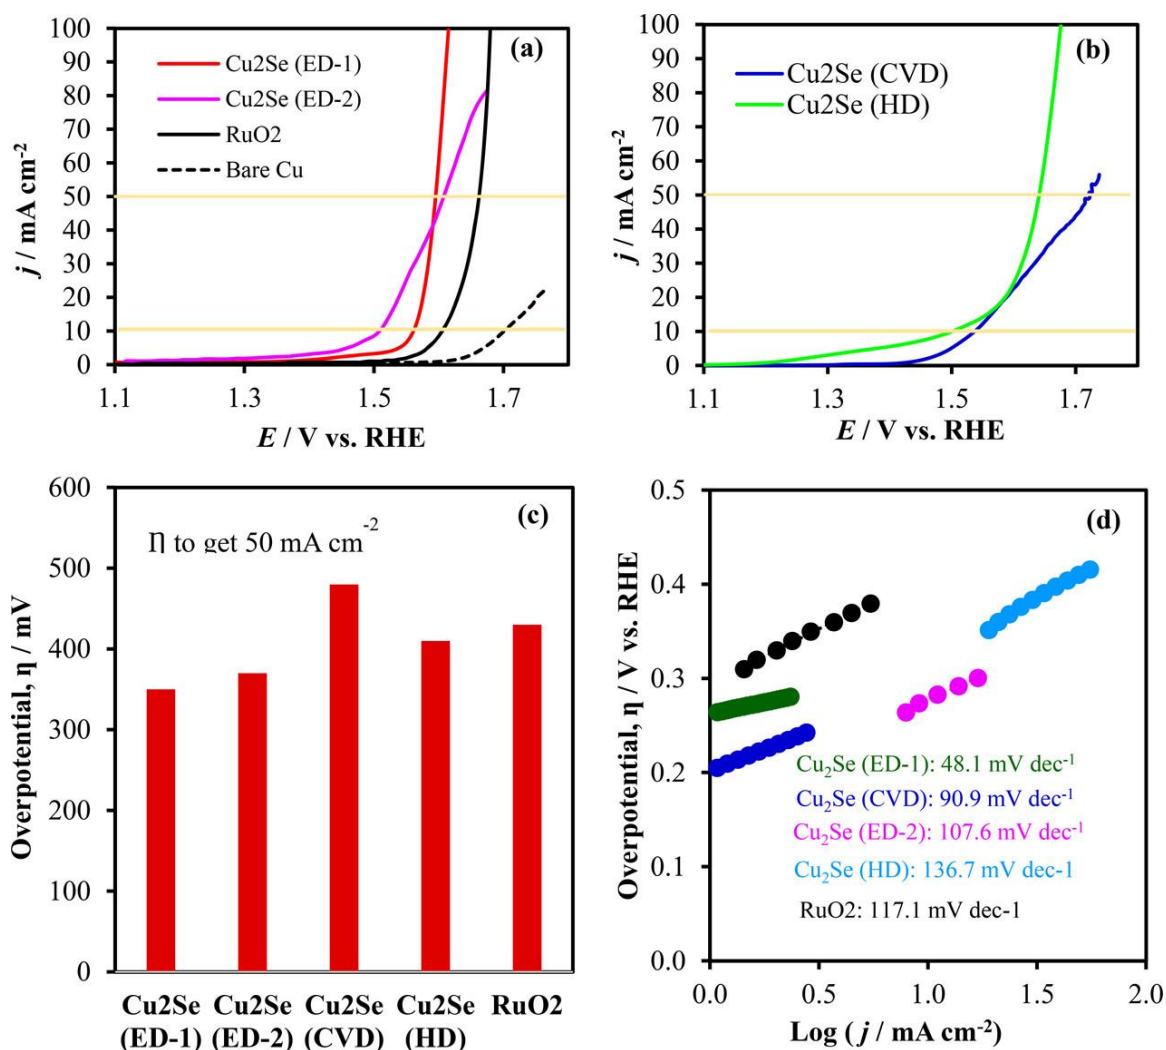 (a)
100
90
80
70
60
50
40
30
20
10
0
j / mA cm-2
Cu2Se (ED-1)
Cu2Se (ED-2)
RuO2
Bare Cu
1.1 1.3 1.5 1.7
E / V vs. RHE
(b)
100
90
80
70
60
50
40
30
20
10
0
j / mA cm-2
Cu2Se (CVD)
Cu2Se (HD)
1.1 1.3 1.5 1.7
E / V vs. RHE
(c)
600
500
400
300
200
100
0
Overpotential, η / mV
Ƞ to get 50 mA cm-2
Cu2Se Cu2Se Cu2Se Cu2Se RuO2
(ED-1) (ED-2) (CVD) (HD)
(d)
0.5
0.4
0.3
0.2
0.1
0.0
Overpotential, η / V vs. RHE
Cu₂Se (ED-1): 48.1 mV dec-1
Cu₂Se (CVD): 90.9 mV dec-1
Cu₂Se (ED-2): 107.6 mV dec-1
Cu₂Se (HD): 136.7 mV dec-1
RuO2: 117.1 mV dec-1
0.0 0.5 1.0 1.5 2.0
Log (j / mA cm-2)